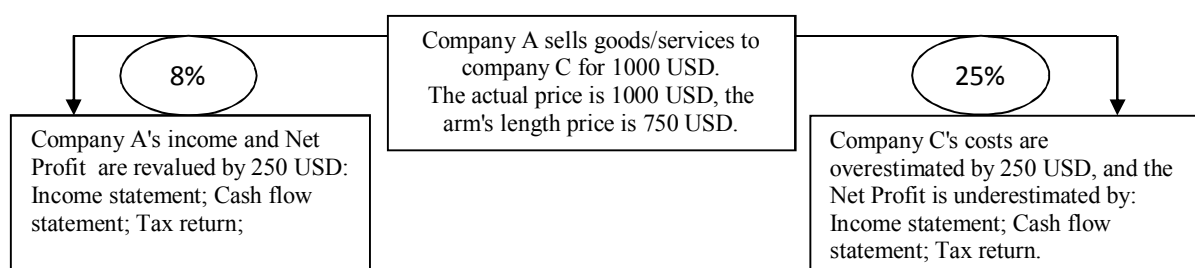 Company A sells goods/services to
company C for 1000 USD.
The actual price is 1000 USD, the
arm's length price is 750 USD.
8%
25%
Company A's income and Net
Profit are revalued by 250 USD:
Income statement; Cash flow
statement; Tax return;
Company C's costs are
overestimated by 250 USD, and the
Net Profit is underestimated by:
Income statement; Cash flow
statement; Tax return.